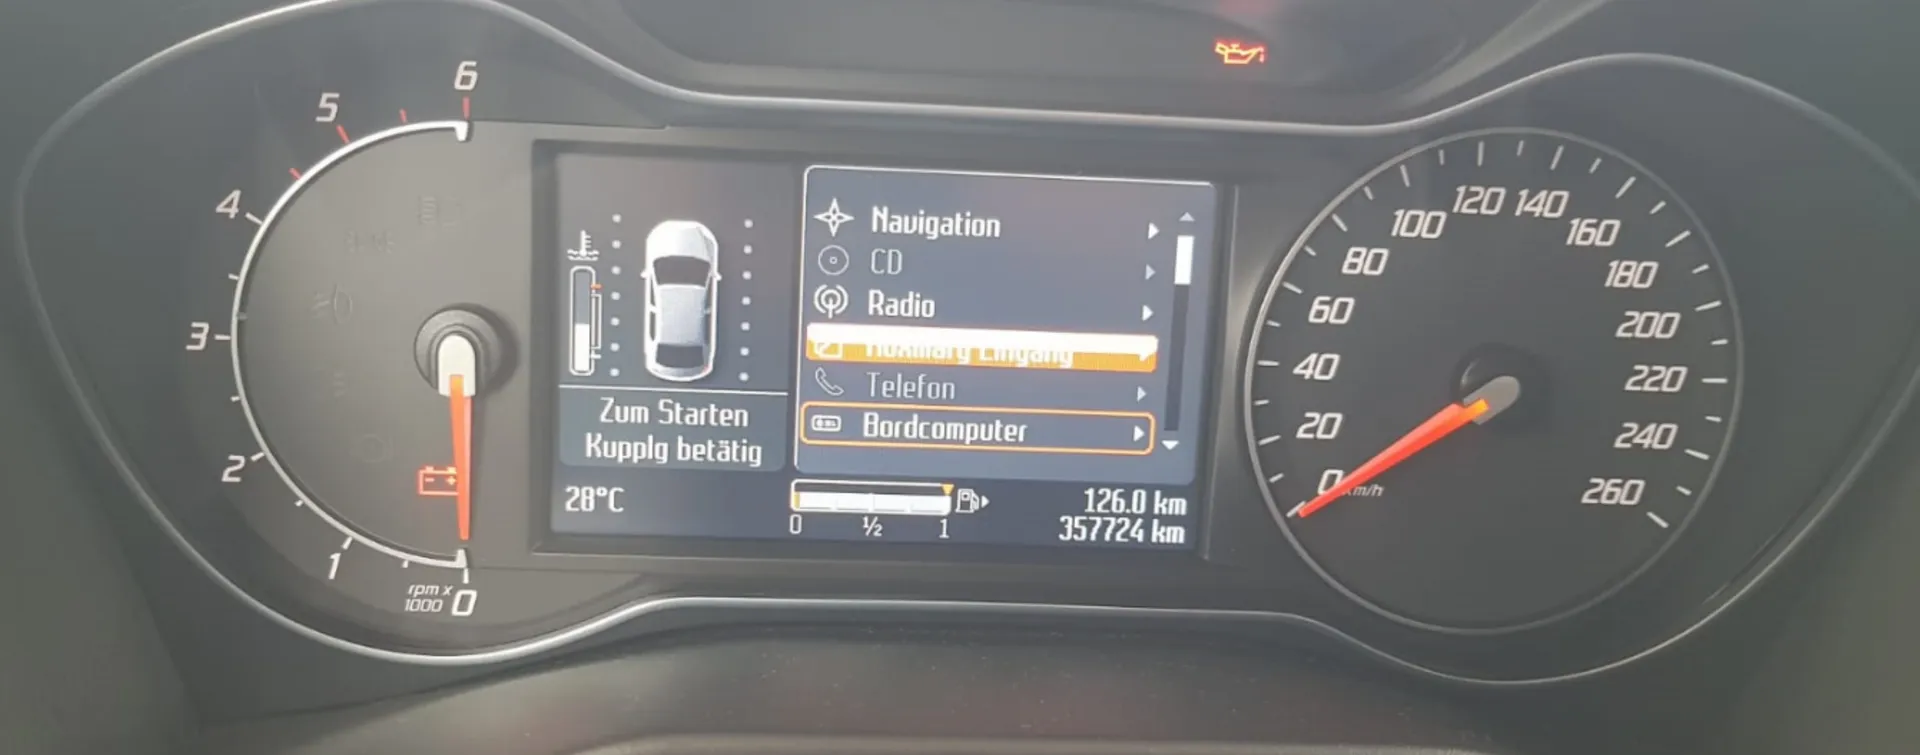 6
5
4
3
2
1
rpm x
1000 0
Navigation
CD
Radio
Auxiliary Eingang
Telefon
Bordcomputer
Zum Starten
Kupplg betätig
28°C
0 ½ 1
126.0 km
357724 km
0 km/h
20
40
60
80
100
120
140
160
180
200
220
240
260